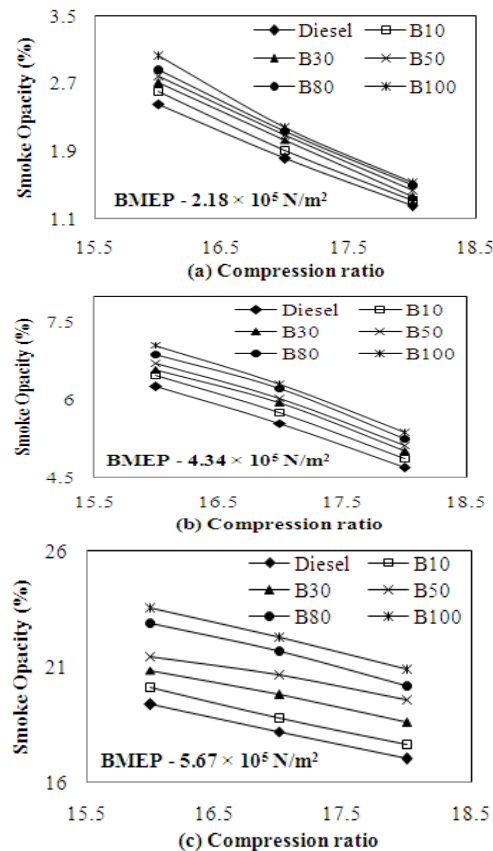 3.5
2.7
1.9
1.1
Smoke Opacity (%)
Diesel B10
B30 B50
B80 B100
BMEP - 2.18 × 10⁵ N/m²
15.5 16.5 17.5 18.5
(a) Compression ratio
7.5
6
4.5
Smoke Opacity (%)
Diesel B10
B30 B50
B80 B100
BMEP - 4.34 × 10⁵ N/m²
15.5 16.5 17.5 18.5
(b) Compression ratio
26
21
16
Smoke Opacity (%)
Diesel B10
B30 B50
B80 B100
BMEP - 5.67 × 10⁵ N/m²
15.5 16.5 17.5 18.5
(c) Compression ratio